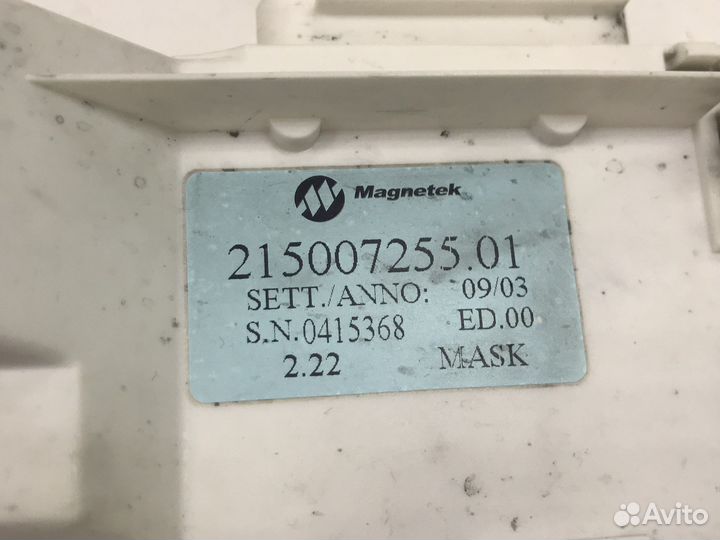 Magnetek
215007255.01
SETT./ANNO: 09/03
S.N.0415368 ED.00
2.22 MASK
Avito